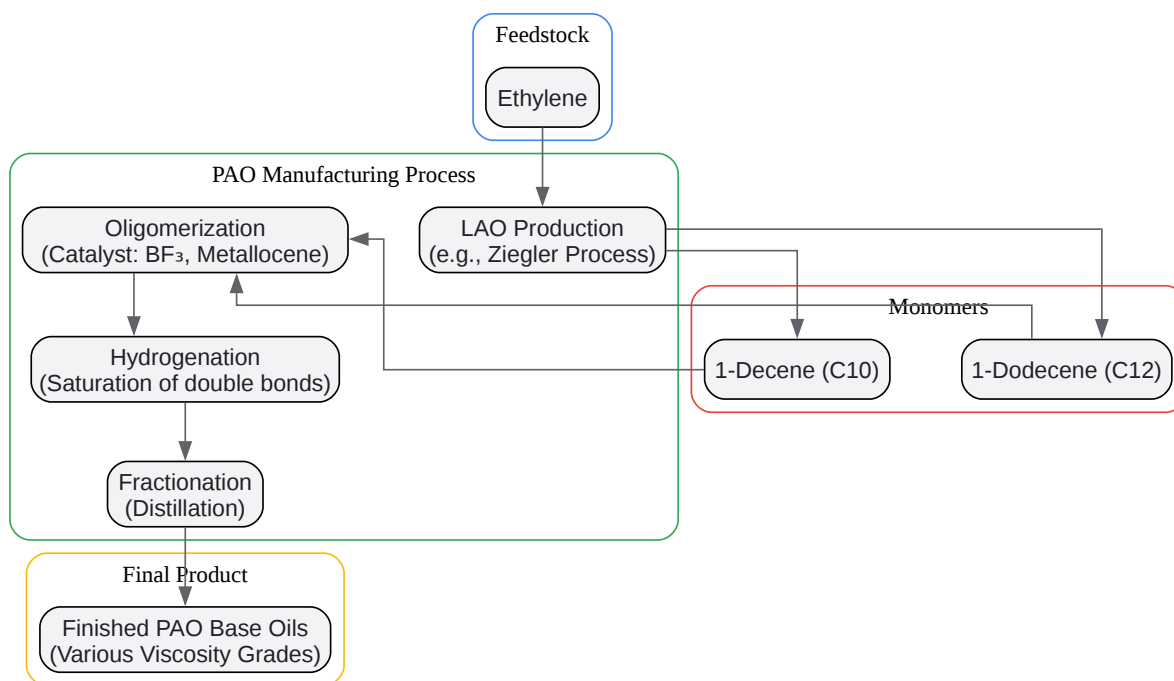 Feedstock
Ethylene
PAO Manufacturing Process
Oligomerization
(Catalyst: BF₃, Metallocene)
LAO Production
(e.g., Ziegler Process)
Monomers
Hydrogenation
(Saturation of double bonds)
1-Decene (C10)
1-Dodecene (C12)
Fractionation
(Distillation)
Final Product
Finished PAO Base Oils
(Various Viscosity Grades)